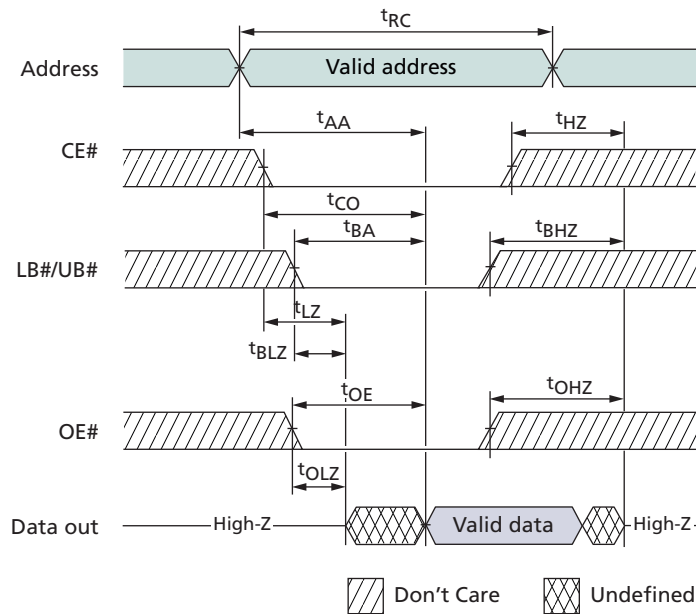 tRC
Address
Valid address
tAA
tHZ
CE#
tCO
tBA
tBHZ
LB#/UB#
tLZ
tBLZ
tOE
tOHZ
OE#
tOLZ
Data out
High-Z
Valid data
High-Z
Don't Care
Undefined